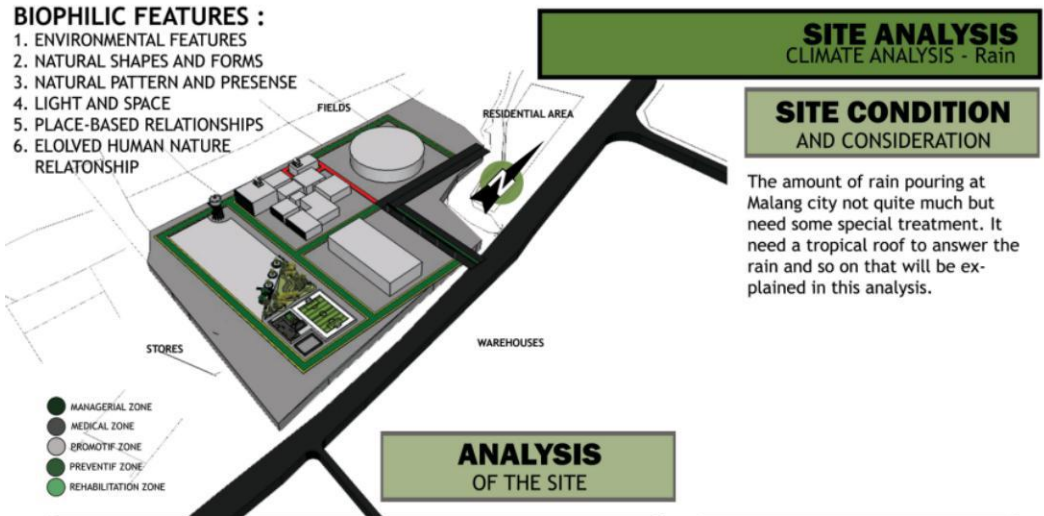 BIOPHILIC FEATURES :
1. ENVIRONMENTAL FEATURES
2. NATURAL SHAPES AND FORMS
3. NATURAL PATTERN AND PRESENSE
4. LIGHT AND SPACE
5. PLACE-BASED RELATIONSHIPS
6. ELOLVED HUMAN NATURE
RELATONSHIP
SITE ANALYSIS
CLIMATE ANALYSIS - Rain
SITE CONDITION
AND CONSIDERATION
The amount of rain pouring at
Malang city not quite much but
need some special treatment. It
need a tropical roof to answer the
rain and so on that will be ex-
plained in this analysis.
FIELDS
RESIDENTIAL AREA
N
WAREHOUSES
STORES
MANAGERIAL ZONE
MEDICAL ZONE
PROMOTIF ZONE
PREVENTIF ZONE
REHABILITATION ZONE
ANALYSIS
OF THE SITE